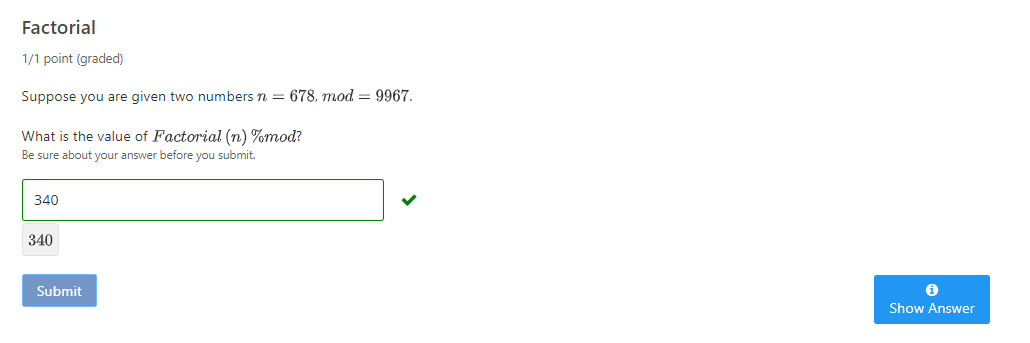 Factorial
1/1 point (graded)
Suppose you are given two numbers n = 678, mod = 9967.
What is the value of Factorial (n) %mod?
Be sure about your answer before you submit.
340
340
Submit
Show Answer